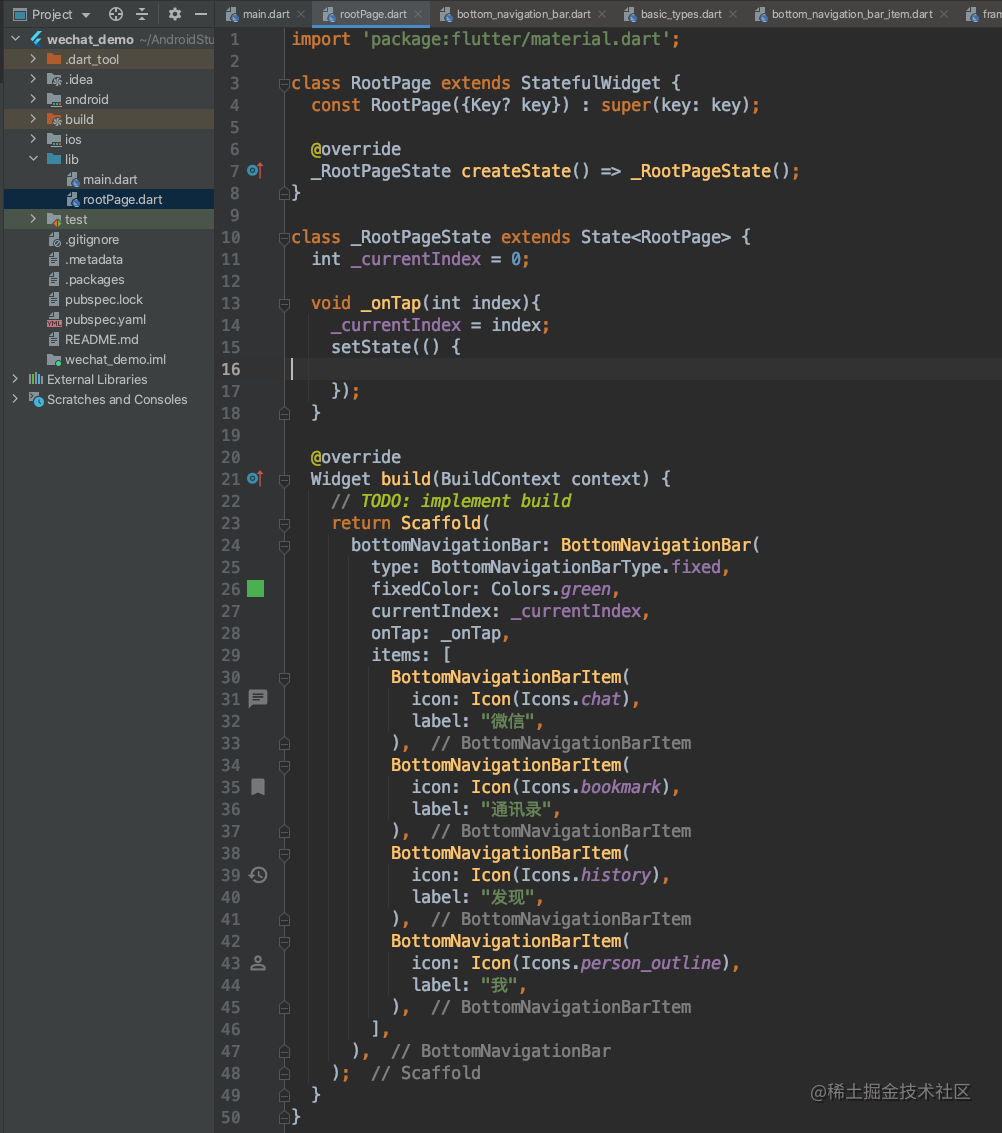 Project
main.dart
rootPage.dart
bottom_navigation_bar.dart
basic_types.dart
bottom_navigation_bar_item.dart
fran
wechat_demo ~/AndroidStu
.dart_tool
.idea
android
build
ios
lib
main.dart
rootPage.dart
test
.gitignore
.metadata
.packages
pubspec.lock
pubspec.yaml
README.md
wechat_demo.iml
External Libraries
Scratches and Consoles
1 import 'package:flutter/material.dart';
2
3 class RootPage extends StatefulWidget {
4 const RootPage({Key? key}) : super(key: key);
5
6 @override
7 _RootPageState createState() => _RootPageState();
8 }
9
10 class _RootPageState extends State<RootPage> {
11 int _currentIndex = 0;
12
13 void _onTap(int index){
14 _currentIndex = index;
15 setState(() {
16
17 });
18 }
19
20 @override
21 Widget build(BuildContext context) {
22 // TODO: implement build
23 return Scaffold(
24 bottomNavigationBar: BottomNavigationBar(
25 type: BottomNavigationBarType.fixed,
26 fixedColor: Colors.green,
27 currentIndex: _currentIndex,
28 onTap: _onTap,
29 items: [
30 BottomNavigationBarItem(
31 icon: Icon(Icons.chat),
32 label: "微信",
33 ), // BottomNavigationBarItem
34 BottomNavigationBarItem(
35 icon: Icon(Icons.bookmark),
36 label: "通讯录",
37 ), // BottomNavigationBarItem
38 BottomNavigationBarItem(
39 icon: Icon(Icons.history),
40 label: "发现",
41 ), // BottomNavigationBarItem
42 BottomNavigationBarItem(
43 icon: Icon(Icons.person_outline),
44 label: "我",
45 ), // BottomNavigationBarItem
46 ],
47 ), // BottomNavigationBar
48 ); // Scaffold
49 }
50 }
@稀土掘金技术社区